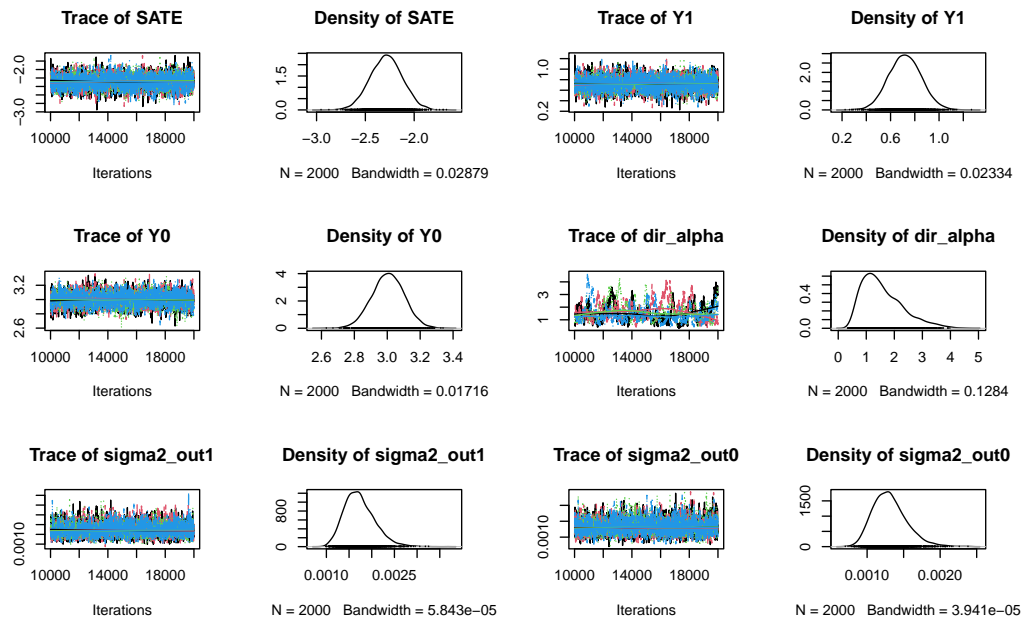 Trace of SATE
−3.0 −2.0
10000 14000 18000
Iterations
Density of SATE
0.0 1.5
−3.0 −2.5 −2.0
N = 2000 Bandwidth = 0.02879
Trace of Y1
0.2 1.0
10000 14000 18000
Iterations
Density of Y1
0.0 2.0
0.2 0.6 1.0
N = 2000 Bandwidth = 0.02334
Trace of Y0
2.6 3.2
10000 14000 18000
Iterations
Density of Y0
0 2 4
2.6 2.8 3.0 3.2 3.4
N = 2000 Bandwidth = 0.01716
Trace of dir_alpha
1 3
10000 14000 18000
Iterations
Density of dir_alpha
0.0 0.4
0 1 2 3 4 5
N = 2000 Bandwidth = 0.1284
Trace of sigma2_out1
0.0010
10000 14000 18000
Iterations
Density of sigma2_out1
0 800
0.0010 0.0025
N = 2000 Bandwidth = 5.843e−05
Trace of sigma2_out0
0.0010
10000 14000 18000
Iterations
Density of sigma2_out0
0 1500
0.0010 0.0020
N = 2000 Bandwidth = 3.941e−05